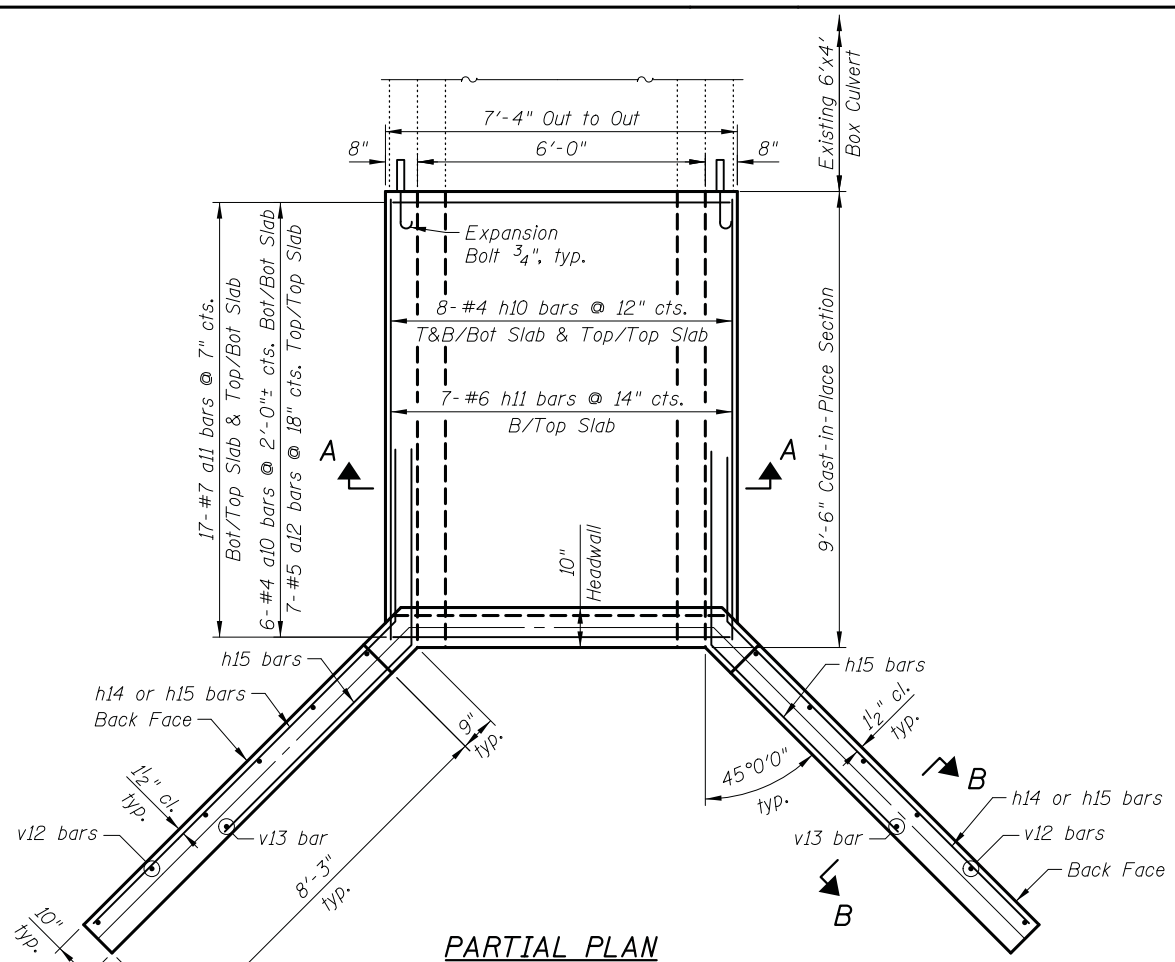 Existing 6'x4'
Box Culvert
7'-4" Out to Out
8"
6'-0"
8"
Expansion
Bolt 3/4", typ.
17-#7 a11 bars @ 7" cts.
Bot/Top Slab & Top/Bot Slab
6-#4 a10 bars @ 2'-0"± cts. Bot/Bot Slab
7-#5 a12 bars @ 18" cts. Top/Top Slab
8-#4 h10 bars @ 12" cts.
T&B/Bot Slab & Top/Top Slab
7-#6 h11 bars @ 14" cts.
B/Top Slab
9'-6" Cast-in-Place Section
A
A
10"
Headwall
h15 bars
h14 or h15 bars
Back Face
1½" cl.
typ.
v12 bars
v13 bar
9"
typ.
8'-3"
typ.
10"
typ.
h15 bars
1½" cl.
typ.
45°0'0"
typ.
B
h14 or h15 bars
v13 bar
v12 bars
Back Face
B
PARTIAL PLAN